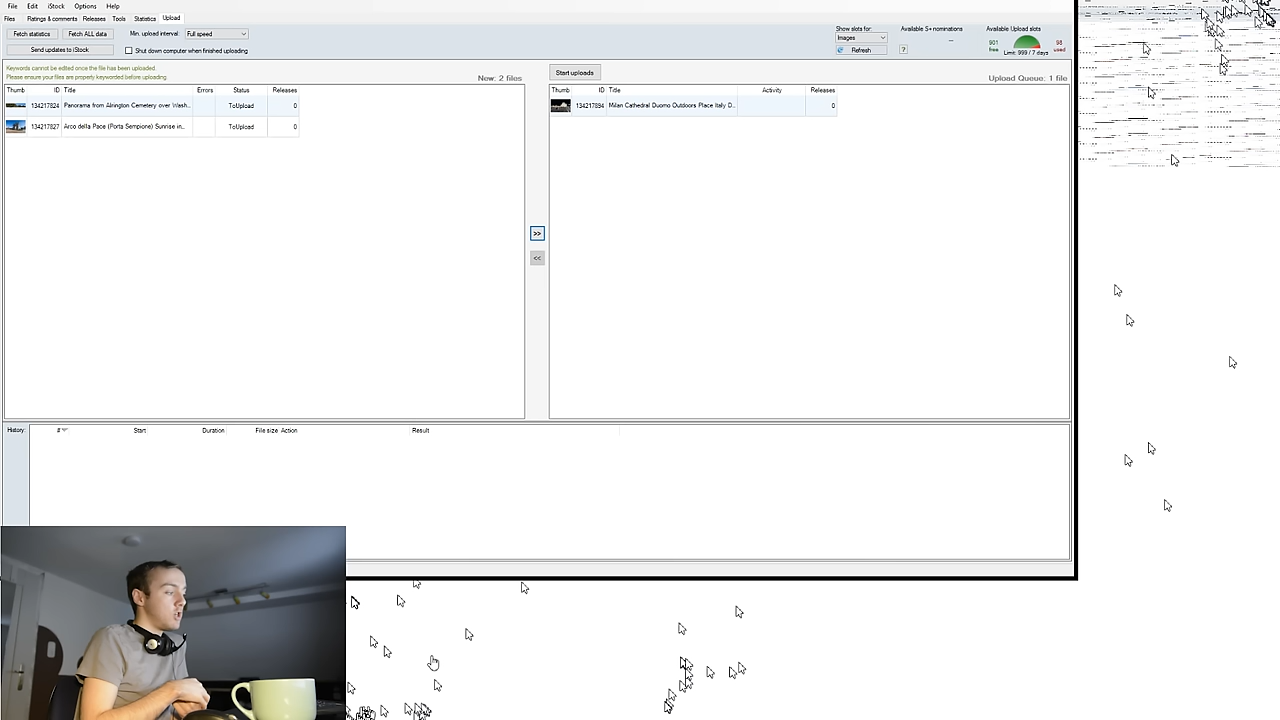 File Edit iStock Options Help
Files Ratings & comments Releases Tools Statistics Upload
Fetch statistics Fetch ALL data Min. upload interval: Full speed
Send updates to iStock Shut down computer when finished uploading
Show slots for:
Images
Refresh
?
Available S+ nominations
Available Upload slots
901
free
98
used
Limit: 999 / 7 days
Keywords cannot be edited once the file has been uploaded.
Please ensure your files are properly keyworded before uploading.
New: 2 files
Start uploads
Upload Queue: 1 file
Thumb ID Title Errors Status Releases
134217824 Panorama from Alrington Cemetery over Wash... ToUpload
134217827 Arco della Pace (Porta Sempione) Sunrise in... ToUpload 0
>>
<<
Thumb ID Title Activity Releases
134217894 Milan Cathedral Duomo Outdoors Place Italy D... 0
History: # Start Duration File size Action Result